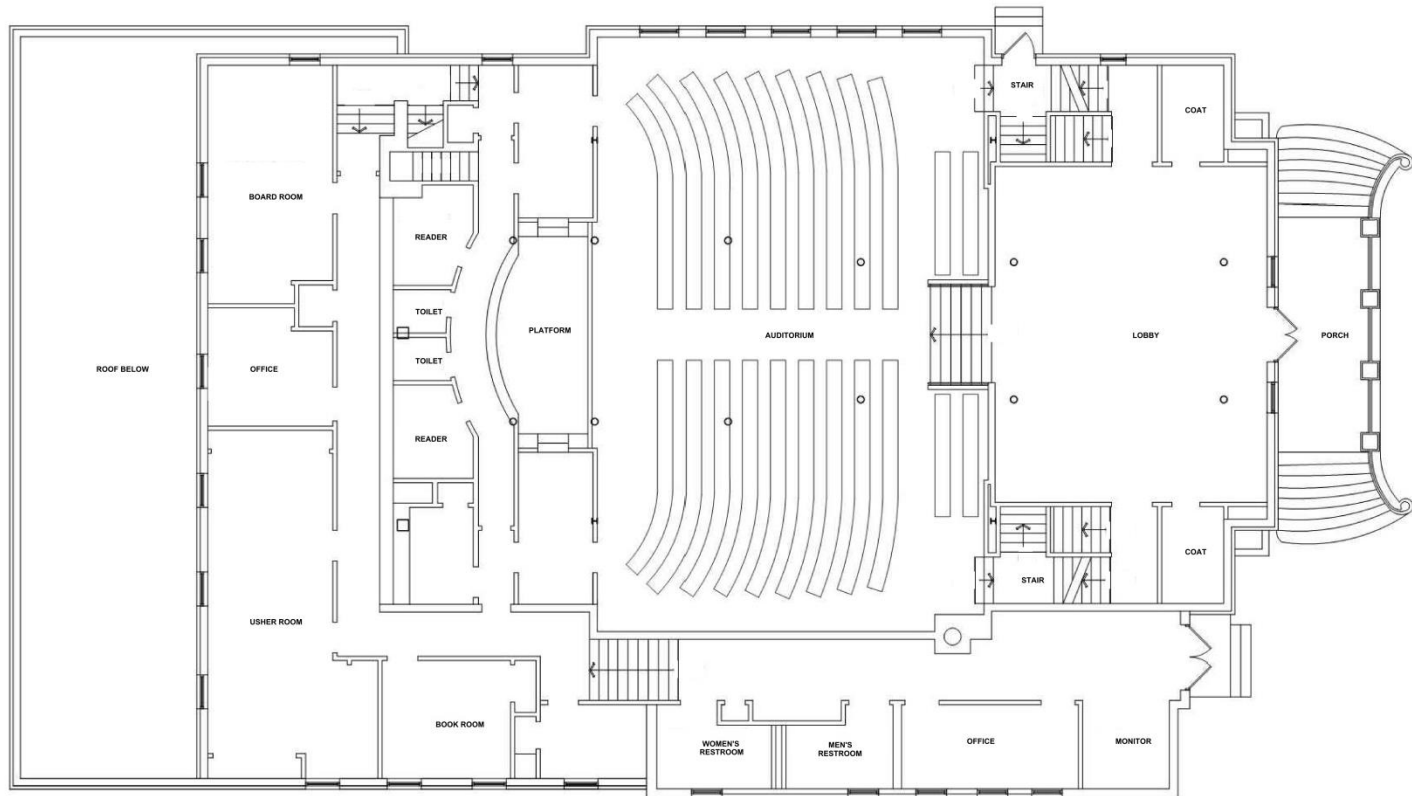 STAIR
COAT
BOARD ROOM
READER
TOILET
PLATFORM
AUDITORIUM
LOBBY
PORCH
TOILET
ROOF BELOW
OFFICE
READER
COAT
STAIR
USHER ROOM
BOOK ROOM
WOMEN'S
RESTROOM
MEN'S
RESTROOM
OFFICE
MONITOR